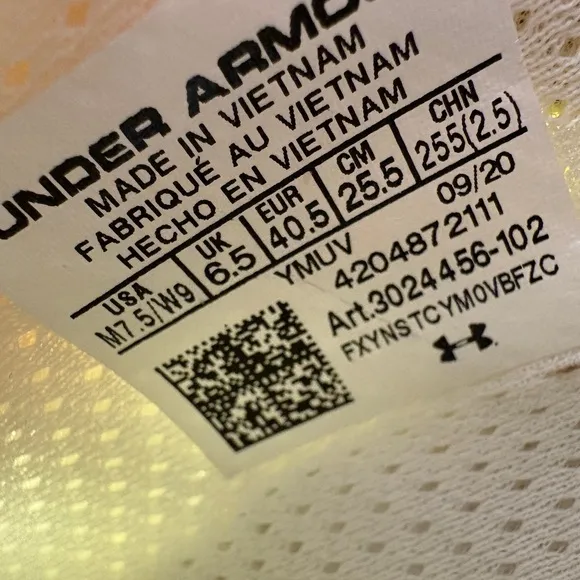 UNDER ARMO
MADE IN VIETNAM
FABRIQUÉ AU VIETNAM
HECHO EN VIETNAM
USA UK EUR CM CHN
M7.5/W9 6.5 40.5 25.5 255(2.5)
YMUV 09/20
4204872111
Art.3024456-102
FXYNSTCYM0VBFZC